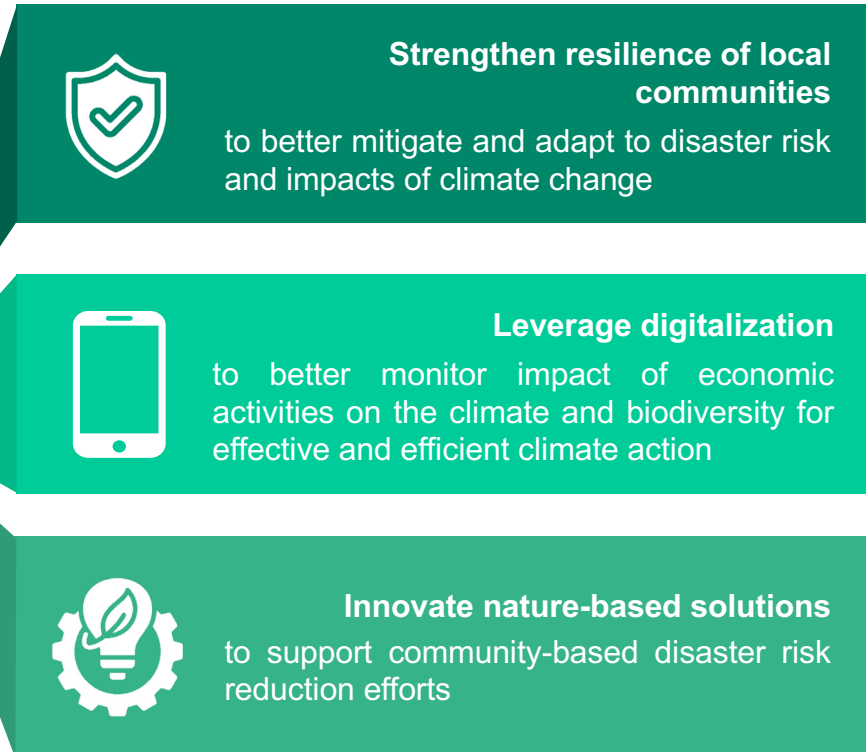 Strengthen resilience of local
communities
to better mitigate and adapt to disaster risk
and impacts of climate change
Leverage digitalization
to better monitor impact of economic
activities on the climate and biodiversity for
effective and efficient climate action
Innovate nature-based solutions
to support community-based disaster risk
reduction efforts